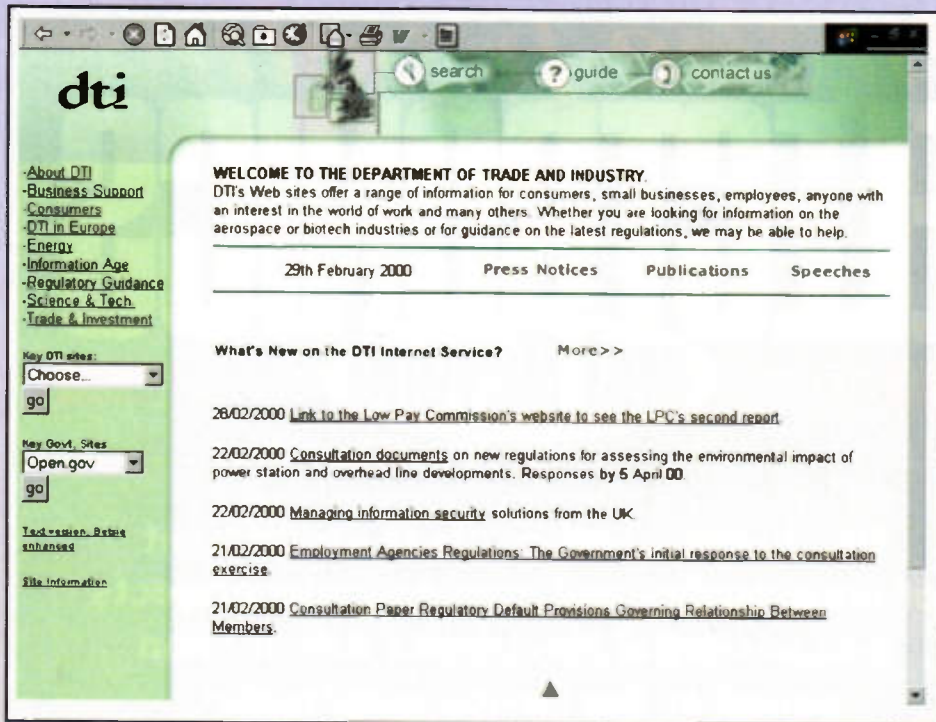 search guide contact us
dti
-About DTI
-Business Support
-Consumers
-DTI in Europe
-Energy
-Information Age
-Regulatory Guidance
-Science & Tech.
-Trade & Investment
Key DTI sites:
Choose...
go
Key Govt. Sites
Open.gov
go
Text version. Being
enhanced
Site Information
WELCOME TO THE DEPARTMENT OF TRADE AND INDUSTRY.
DTI's Web sites offer a range of information for consumers, small businesses, employees, anyone with
an interest in the world of work and many others. Whether you are looking for information on the
aerospace or biotech industries or for guidance on the latest regulations, we may be able to help.
29th February 2000 Press Notices Publications Speeches
What's New on the DTI Internet Service? More>>
28/02/2000 Link to the Low Pay Commission's website to see the LPC's second report
22/02/2000 Consultation documents on new regulations for assessing the environmental impact of
power station and overhead line developments. Responses by 5 April 00.
22/02/2000 Managing information security solutions from the UK
21/02/2000 Employment Agencies Regulations: The Government's initial response to the consultation
exercise.
21/02/2000 Consultation Paper Regulatory Default Provisions Governing Relationship Between
Members.